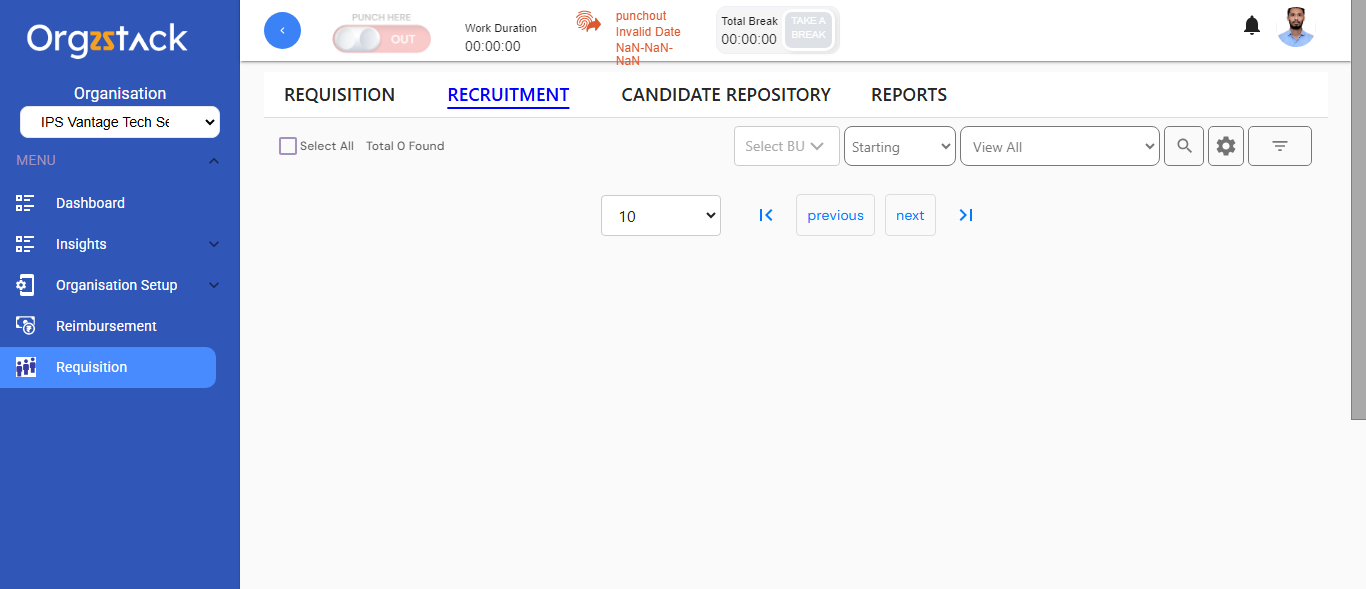 Orgzstack
Organisation
IPS Vantage Tech Se
MENU
Dashboard
Insights
Organisation Setup
Reimbursement
Requisition
PUNCH HERE
OUT
Work Duration
00:00:00
punchout
Invalid Date
NaN-NaN-
NaN
Total Break
00:00:00
TAKE A
BREAK
REQUISITION RECRUITMENT CANDIDATE REPOSITORY REPORTS
Select All Total 0 Found Select BU Starting View All
10 previous next